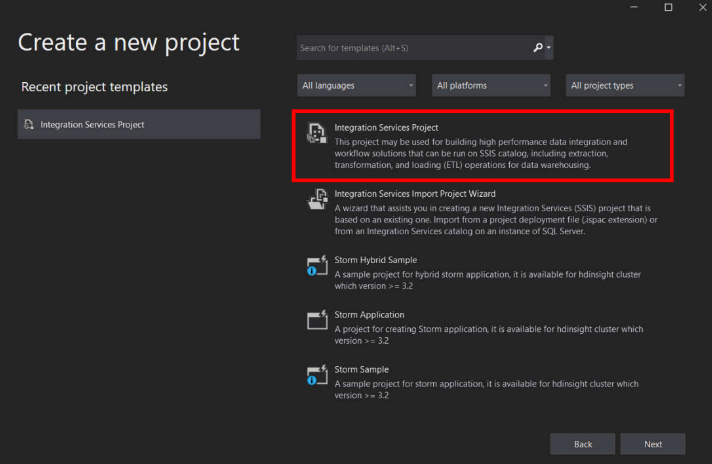 Create a new project
Search for templates (Alt+S)
Recent project templates
All languages
All platforms
All project types
Integration Services Project
Integration Services Project
This project may be used for building high performance data integration and
workflow solutions that can be run on SSIS catalog, including extraction,
transformation, and loading (ETL) operations for data warehousing.
Integration Services Import Project Wizard
A wizard that assists you in creating a new Integration Services (SSIS) project that is
based on an existing one. Import from a project deployment file (.ispac extension) or
from an Integration Services catalog on an instance of SQL Server.
Storm Hybrid Sample
A sample project for hybrid storm application, it is available for hdinsight cluster
which version >= 3.2
Storm Application
A project for creating Storm application, it is available for hdinsight cluster which
version >= 3.2
Storm Sample
A sample project for storm application, it is available for hdinsight cluster which
version >= 3.2
Back
Next